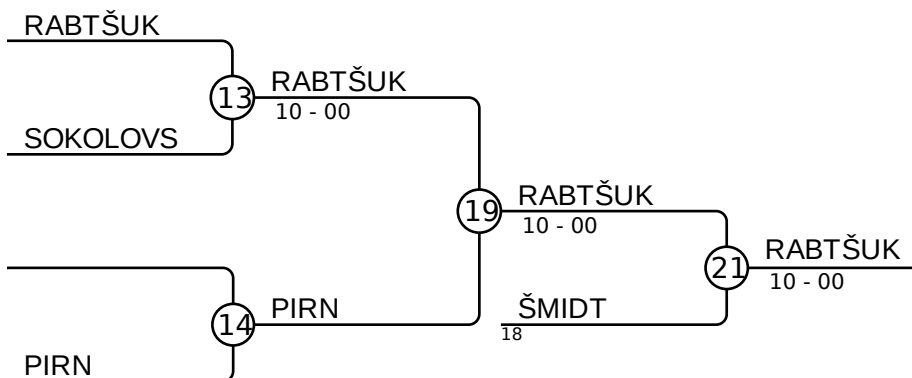 RABTŠUK
13
RABTŠUK
10 - 00
SOKOLOVS
19
RABTŠUK
10 - 00
21
RABTŠUK
10 - 00
14
PIRN
ŠMIDT
18
PIRN